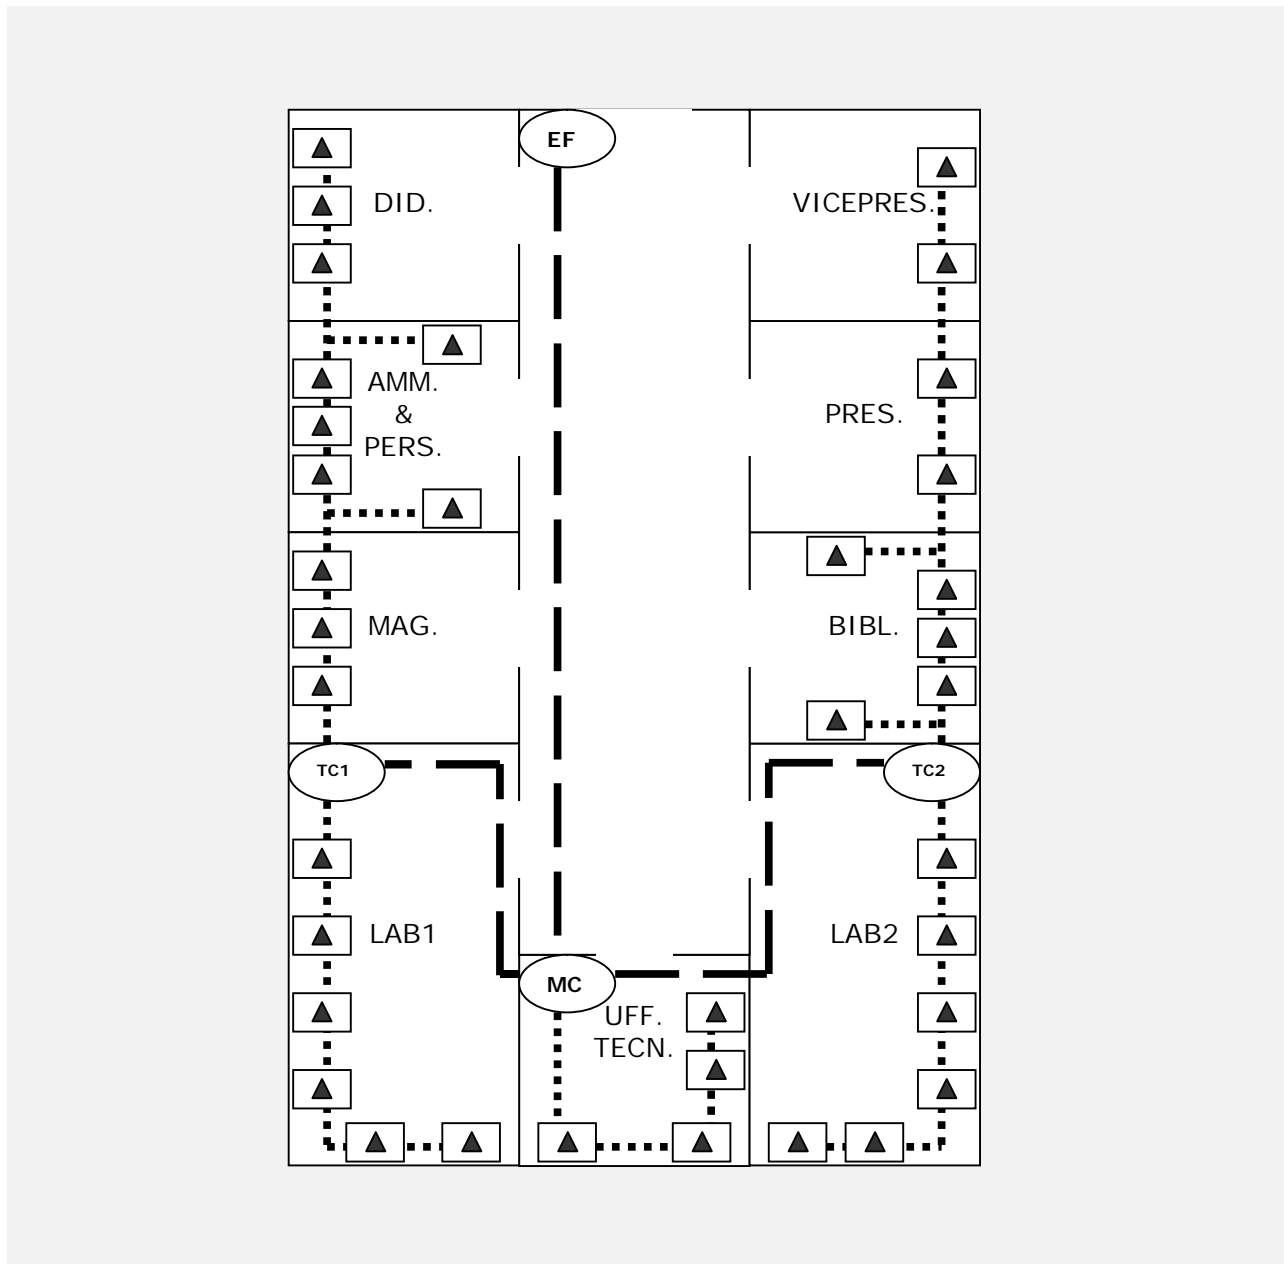 EF
DID.
VICEPRES.
AMM.
&
PERS.
PRES.
MAG.
BIBL.
TC1
TC2
LAB1
LAB2
MC
UFF.
TECN.